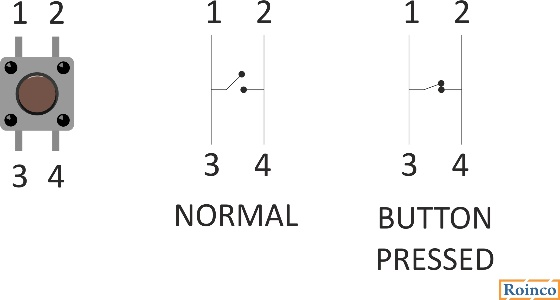 1 2
1 2
1 2
3 4
3 4
3 4
NORMAL
BUTTON
PRESSED
Roinco